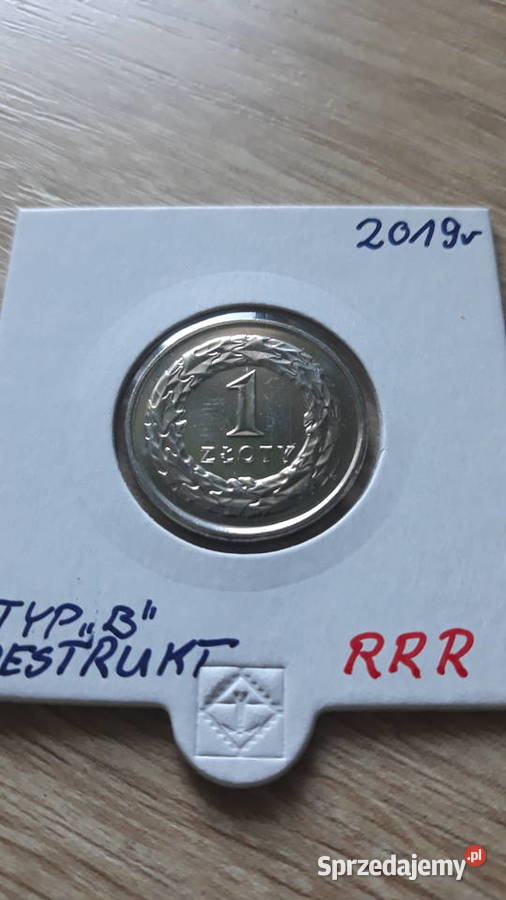 2019r
1
ZŁOTY
TYP „B"
DESTRUKT
RRR
Sprzedajemy.pl